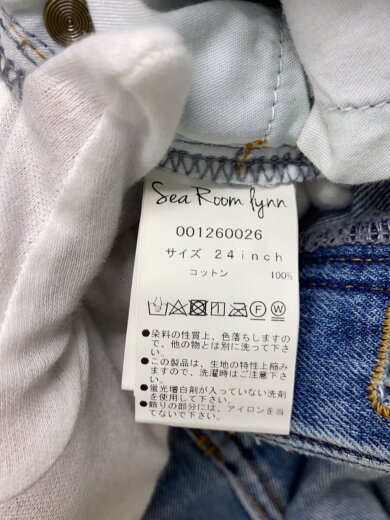 Sea Room lynn
001260026
サイズ 24inch
コットン 100%
●染料の性質上、色落ちしますの
で、他の物とは別に洗って下さ
い。
●この製品は、生地の特性上縮み
ますので、洗濯時はご注意下さ
い。
●蛍光増白剤が入っていない洗剤
を使用して下さい。
●飾りの部分には、アイロンを当
てないで下さい。